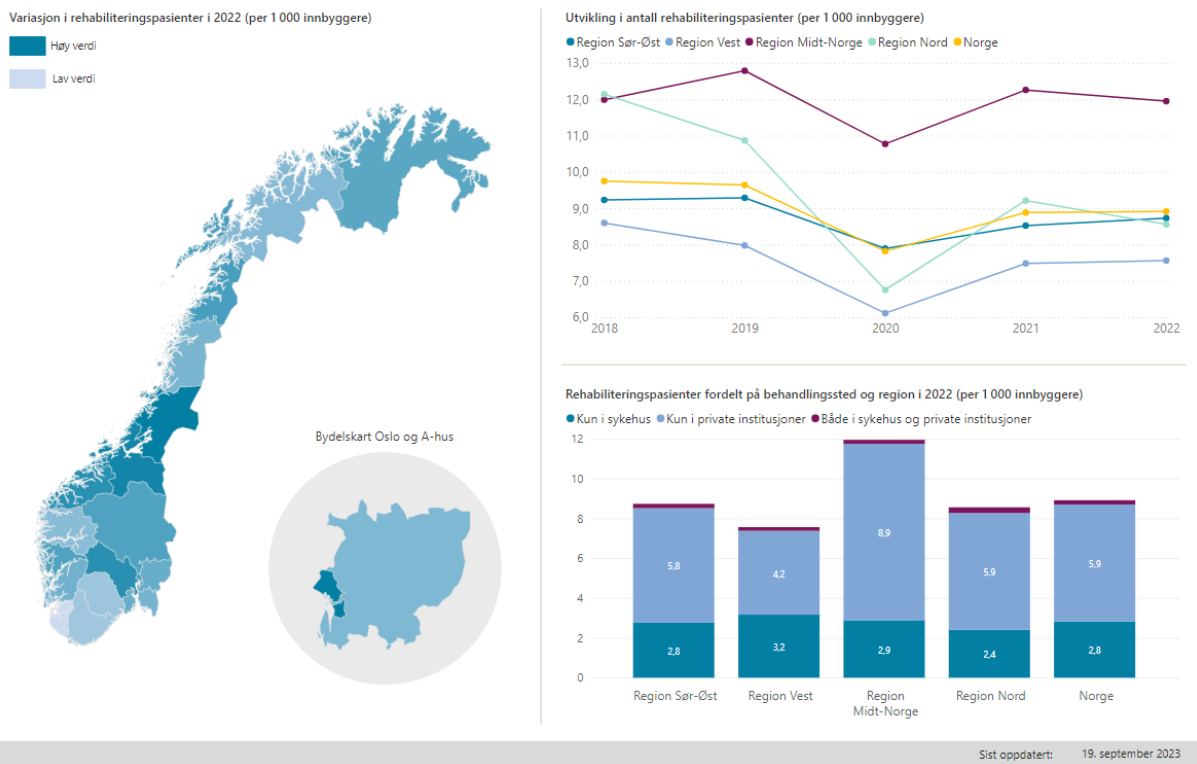 Variasjon i rehabiliteringspasienter i 2022 (per 1 000 innbyggere)
Høy verdi
Lav verdi
Bydelskart Oslo og A-hus
Utvikling i antall rehabiliteringspasienter (per 1 000 innbyggere)
Region Sør-Øst Region Vest Region Midt-Norge Region Nord Norge
13,0
12,0
11,0
10,0
9,0
8,0
7,0
6,0
2018 2019 2020 2021 2022
Rehabiliteringspasienter fordelt på behandlingssted og region i 2022 (per 1 000 innbyggere)
Kun i sykehus Kun i private institusjoner Både i sykehus og private institusjoner
12
10
8
6
4
2
0
5,8 4,2 8,9 5,9 5,9
2,8 3,2 2,9 2,4 2,8
Region Sør-Øst Region Vest Region Region Nord Norge
Midt-Norge
Sist oppdatert: 19. september 2023